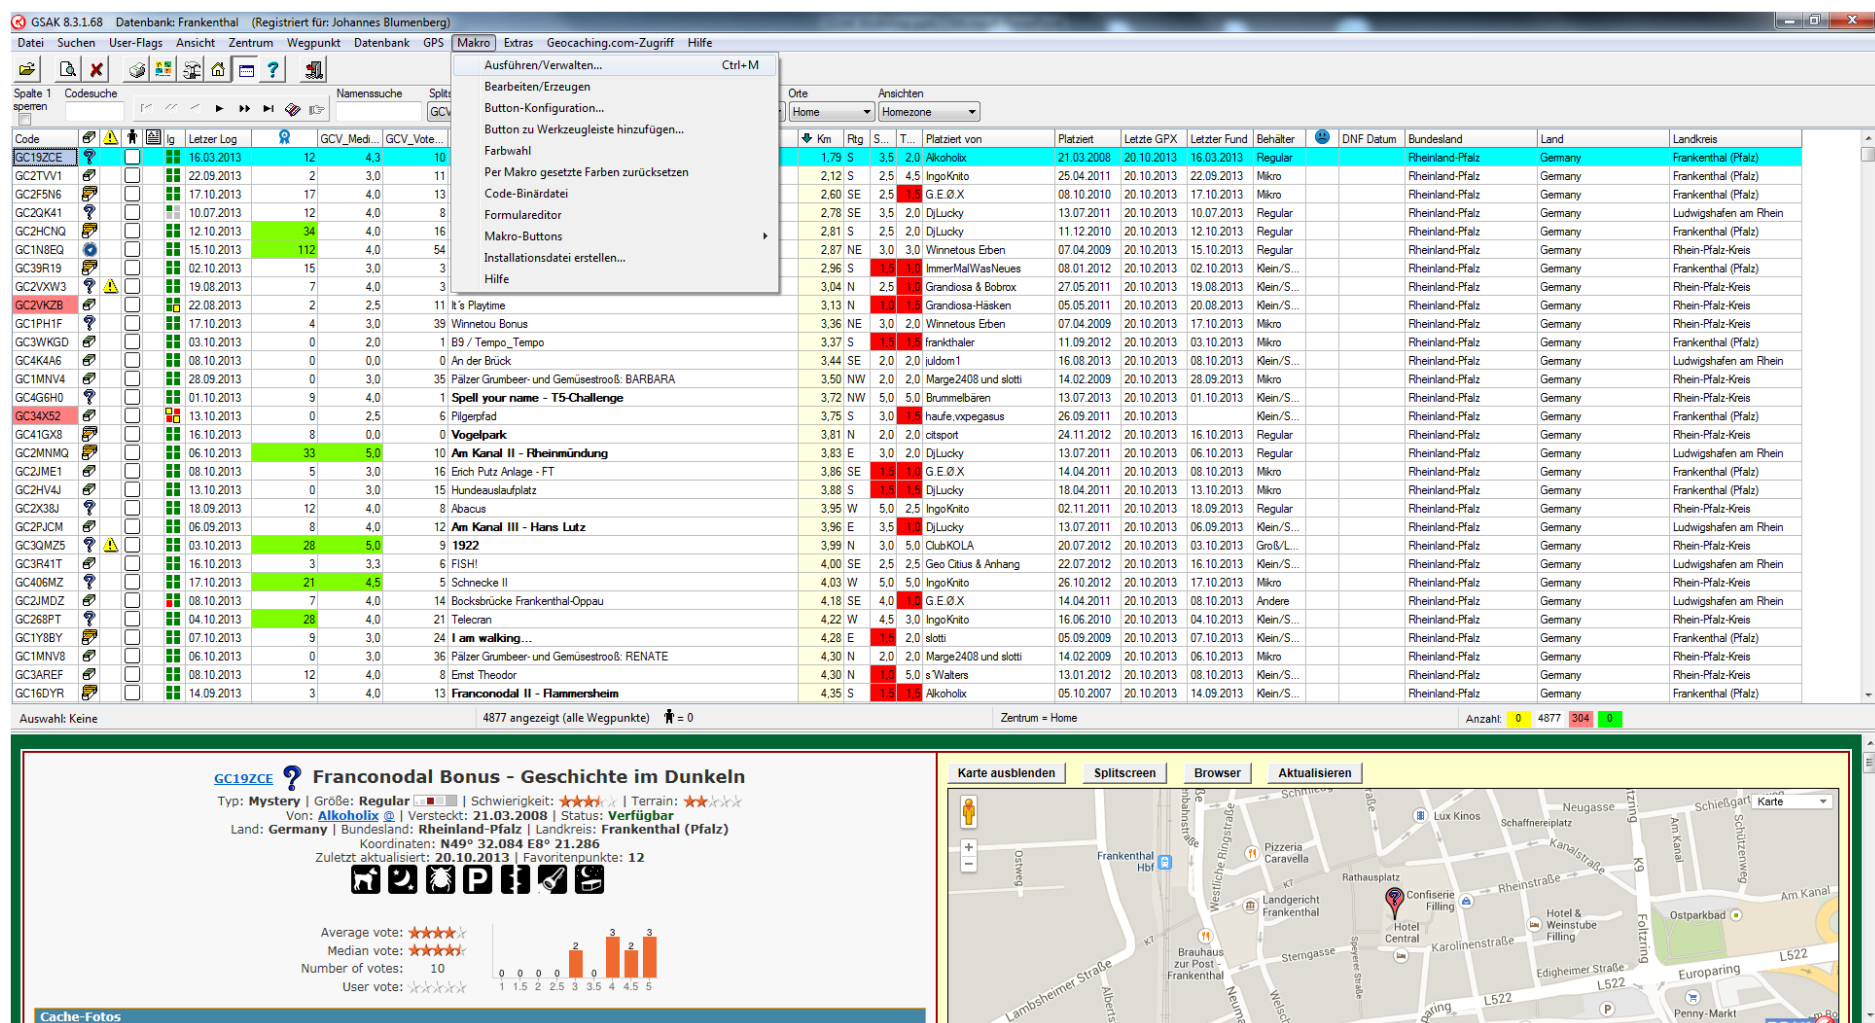 GSAK 8.3.1.68 Datenbank: Frankenthal (Registriert für: Johannes Blumenberg)
Datei Suchen User-Flags Ansicht Zentrum Wegpunkt Datenbank GPS Makro Extras Geocaching.com-Zugriff Hilfe
Ausführen/Verwalten... Ctrl+M
Bearbeiten/Erzeugen
Button-Konfiguration...
Button zu Werkzeugleiste hinzufügen...
Farbwahl
Per Makro gesetzte Farben zurücksetzen
Code-Binärdatei
Formulareditor
Makro-Buttons
Installationsdatei erstellen...
Hilfe
Spalte 1 sperren Codesuche Namenssuche Splits Orte Ansichten
GCV Home Homezone
Code Ig Letzer Log GCV_Medi... GCV_Vote... Km Rtg S... T... Platziert von Platziert Letzte GPX Letzter Fund Behälter DNF Datum Bundesland Land Landkreis
GC19ZCE 16.03.2013 12 4,3 10 1,79 S 3,5 2,0 Alkoholix 21.03.2008 20.10.2013 16.03.2013 Regular Rheinland-Pfalz Germany Frankenthal (Pfalz)
GC2TVV1 22.09.2013 2 3,0 11 2,12 S 2,5 4,5 IngoKnito 25.04.2011 20.10.2013 22.09.2013 Mikro Rheinland-Pfalz Germany Frankenthal (Pfalz)
GC2F5N6 17.10.2013 17 4,0 13 2,60 SE 2,5 1,5 G.E.Ø.X 08.10.2010 20.10.2013 17.10.2013 Mikro Rheinland-Pfalz Germany Frankenthal (Pfalz)
GC2QK41 10.07.2013 12 4,0 8 2,78 SE 3,5 2,0 DjLucky 13.07.2011 20.10.2013 10.07.2013 Regular Rheinland-Pfalz Germany Ludwigshafen am Rhein
GC2HCNQ 12.10.2013 34 4,0 16 2,81 S 2,5 2,0 DjLucky 11.12.2010 20.10.2013 12.10.2013 Regular Rheinland-Pfalz Germany Frankenthal (Pfalz)
GC1N8EQ 15.10.2013 112 4,0 54 2,87 NE 3,0 3,0 Winnetous Erben 07.04.2009 20.10.2013 15.10.2013 Regular Rheinland-Pfalz Germany Rhein-Pfalz-Kreis
GC39R19 02.10.2013 15 3,0 3 2,96 S 1,5 1,0 ImmerMalWasNeues 08.01.2012 20.10.2013 02.10.2013 Klein/S... Rheinland-Pfalz Germany Frankenthal (Pfalz)
GC2VXW3 19.08.2013 7 4,0 3 3,04 N 2,5 1,0 Grandiosa & Bobrox 27.05.2011 20.10.2013 19.08.2013 Klein/S... Rheinland-Pfalz Germany Rhein-Pfalz-Kreis
GC2VKZB 22.08.2013 2 2,5 11 It´s Playtime 3,13 N 1,0 1,5 Grandiosa-Häsken 05.05.2011 20.10.2013 20.08.2013 Klein/S... Rheinland-Pfalz Germany Rhein-Pfalz-Kreis
GC1PH1F 17.10.2013 4 3,0 39 Winnetou Bonus 3,36 NE 3,0 2,0 Winnetous Erben 07.04.2009 20.10.2013 17.10.2013 Mikro Rheinland-Pfalz Germany Rhein-Pfalz-Kreis
GC3WKGD 03.10.2013 0 2,0 1 B9 / Tempo_Tempo 3,37 S 1,5 1,5 frankthaler 11.09.2012 20.10.2013 03.10.2013 Mikro Rheinland-Pfalz Germany Frankenthal (Pfalz)
GC4K4A6 08.10.2013 0 0,0 0 An der Brück 3,44 SE 2,0 2,0 juldom1 16.08.2013 20.10.2013 08.10.2013 Klein/S... Rheinland-Pfalz Germany Ludwigshafen am Rhein
GC1MNV4 28.09.2013 0 3,0 35 Pälzer Grumbeer- und Gemüsestrooß: BARBARA 3,50 NW 2,0 2,0 Marge2408 und slotti 14.02.2009 20.10.2013 28.09.2013 Mikro Rheinland-Pfalz Germany Rhein-Pfalz-Kreis
GC4G6H0 01.10.2013 9 4,0 1 Spell your name - T5-Challenge 3,72 NW 5,0 5,0 Brummelbären 13.07.2013 20.10.2013 01.10.2013 Klein/S... Rheinland-Pfalz Germany Rhein-Pfalz-Kreis
GC34X52 13.10.2013 0 2,5 6 Pilgerpfad 3,75 S 3,0 1,5 haufe,vxpegasus 26.09.2011 20.10.2013 Klein/S... Rheinland-Pfalz Germany Frankenthal (Pfalz)
GC41GX8 16.10.2013 8 0,0 0 Vogelpark 3,81 N 2,0 2,0 citsport 24.11.2012 20.10.2013 16.10.2013 Regular Rheinland-Pfalz Germany Rhein-Pfalz-Kreis
GC2MNMQ 06.10.2013 33 5,0 10 Am Kanal II - Rheinmündung 3,83 E 3,0 2,0 DjLucky 13.07.2011 20.10.2013 06.10.2013 Regular Rheinland-Pfalz Germany Ludwigshafen am Rhein
GC2JME1 08.10.2013 5 3,0 16 Erich Putz Anlage - FT 3,86 SE 1,5 1,0 G.E.Ø.X 14.04.2011 20.10.2013 08.10.2013 Mikro Rheinland-Pfalz Germany Frankenthal (Pfalz)
GC2HV4J 13.10.2013 0 3,0 15 Hundeauslaufplatz 3,88 S 1,5 1,5 DjLucky 18.04.2011 20.10.2013 13.10.2013 Mikro Rheinland-Pfalz Germany Frankenthal (Pfalz)
GC2X38J 18.09.2013 12 4,0 8 Abacus 3,95 W 5,0 2,5 IngoKnito 02.11.2011 20.10.2013 18.09.2013 Regular Rheinland-Pfalz Germany Rhein-Pfalz-Kreis
GC2PJCM 06.09.2013 8 4,0 12 Am Kanal III - Hans Lutz 3,96 E 3,5 1,0 DjLucky 13.07.2011 20.10.2013 06.09.2013 Klein/S... Rheinland-Pfalz Germany Ludwigshafen am Rhein
GC3QMZ5 03.10.2013 28 5,0 9 1922 3,99 N 3,0 5,0 ClubKOLA 20.07.2012 20.10.2013 03.10.2013 Groß/L... Rheinland-Pfalz Germany Rhein-Pfalz-Kreis
GC3R41T 16.10.2013 3 3,3 6 FISH! 4,00 SE 2,5 2,5 Geo Citius & Anhang 22.07.2012 20.10.2013 16.10.2013 Klein/S... Rheinland-Pfalz Germany Ludwigshafen am Rhein
GC406MZ 17.10.2013 21 4,5 5 Schnecke II 4,03 W 5,0 5,0 IngoKnito 26.10.2012 20.10.2013 17.10.2013 Mikro Rheinland-Pfalz Germany Rhein-Pfalz-Kreis
GC2JMDZ 08.10.2013 7 4,0 14 Bocksbrücke Frankenthal-Oppau 4,18 SE 4,0 1,0 G.E.Ø.X 14.04.2011 20.10.2013 08.10.2013 Andere Rheinland-Pfalz Germany Ludwigshafen am Rhein
GC268PT 04.10.2013 28 4,0 21 Telecran 4,22 W 4,5 3,0 IngoKnito 16.06.2010 20.10.2013 04.10.2013 Klein/S... Rheinland-Pfalz Germany Rhein-Pfalz-Kreis
GC1Y8BY 07.10.2013 9 3,0 24 I am walking... 4,28 E 1,5 2,0 slotti 05.09.2009 20.10.2013 07.10.2013 Klein/S... Rheinland-Pfalz Germany Frankenthal (Pfalz)
GC1MNV8 06.10.2013 0 3,0 36 Pälzer Grumbeer- und Gemüsestrooß: RENATE 4,30 N 2,0 2,0 Marge2408 und slotti 14.02.2009 20.10.2013 06.10.2013 Mikro Rheinland-Pfalz Germany Rhein-Pfalz-Kreis
GC3AREF 08.10.2013 12 4,0 8 Ernst Theodor 4,30 N 1,0 5,0 s´Walters 13.01.2012 20.10.2013 08.10.2013 Klein/S... Rheinland-Pfalz Germany Rhein-Pfalz-Kreis
GC16DYR 14.09.2013 3 4,0 13 Franconodal II - Flammersheim 4,35 S 1,5 1,5 Alkoholix 05.10.2007 20.10.2013 14.09.2013 Klein/S... Rheinland-Pfalz Germany Frankenthal (Pfalz)
Auswahl: Keine 4877 angezeigt (alle Wegpunkte) = 0 Zentrum = Home Anzahl: 0 4877 304 0
GC19ZCE Franconodal Bonus - Geschichte im Dunkeln
Typ: Mystery | Größe: Regular | Schwierigkeit: | Terrain:
Von: Alkoholix @ | Versteckt: 21.03.2008 | Status: Verfügbar
Land: Germany | Bundesland: Rheinland-Pfalz | Landkreis: Frankenthal (Pfalz)
Koordinaten: N49° 32.084 E8° 21.286
Zuletzt aktualisiert: 20.10.2013 | Favoritenpunkte: 12
Average vote:
Median vote:
Number of votes: 10
User vote:
0 0 0 0 2 0 3 2 3
1 1.5 2 2.5 3 3.5 4 4.5 5
Cache-Fotos
Karte ausblenden Splitscreen Browser Aktualisieren
Karte
Neugasse
Schießgart
Lux Kinos
Schaffnereiplatz
Schützenweg
Am Kanal
Kanalstraße
K9
Westliche Ringstraße
Pizzeria Caravella
Frankenthal Hbf
Ostweg
Rathausplatz
K7
Rheinstraße
Confiserie Filling
Landgericht Frankenthal
Hotel & Weinstube Filling
Hotel Central
Foltzring
Ostparkbad
Am Kanal
K7
Karolinenstraße
Brauhaus zur Post - Frankenthal
Sterngasse
Speyerer Straße
Edigheimer Straße
Europaring
L522
L522
L522
Lambsheimer Straße
Penny-Markt
P